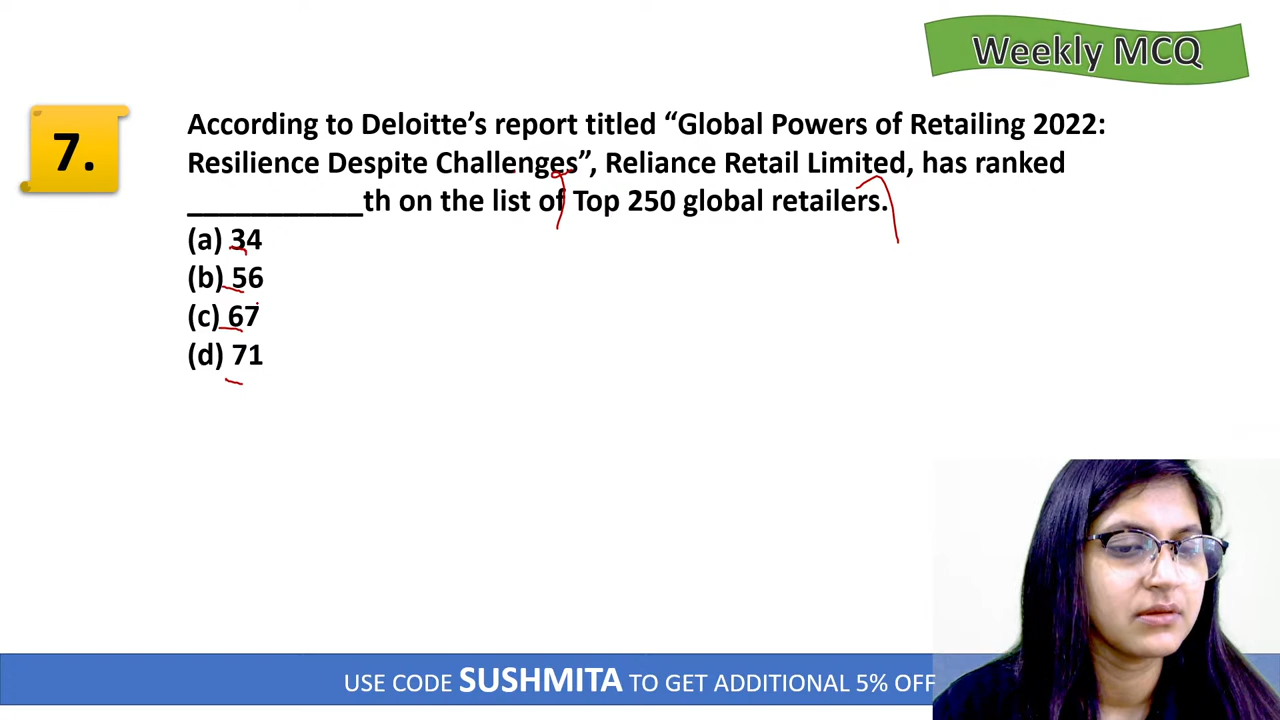 Weekly MCQ
7.
According to Deloitte’s report titled “Global Powers of Retailing 2022:
Resilience Despite Challenges”, Reliance Retail Limited, has ranked
___________th on the list of Top 250 global retailers.
(a) 34
(b) 56
(c) 67
(d) 71
USE CODE SUSHMITA TO GET ADDITIONAL 5% OFF